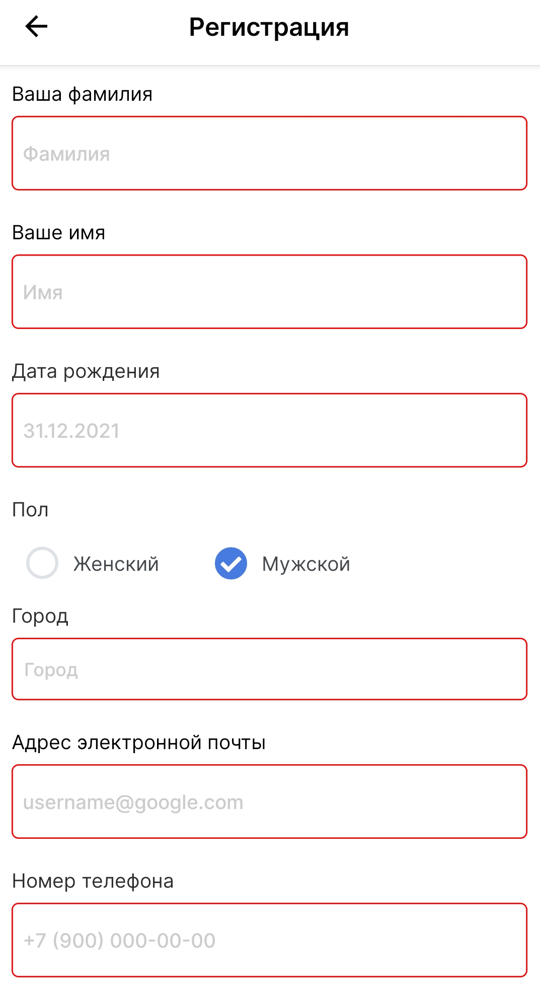 Регистрация
Ваша фамилия
Фамилия
Ваше имя
Имя
Дата рождения
31.12.2021
Пол
Женский Мужской
Город
Город
Адрес электронной почты
username@google.com
Номер телефона
+7 (900) 000-00-00